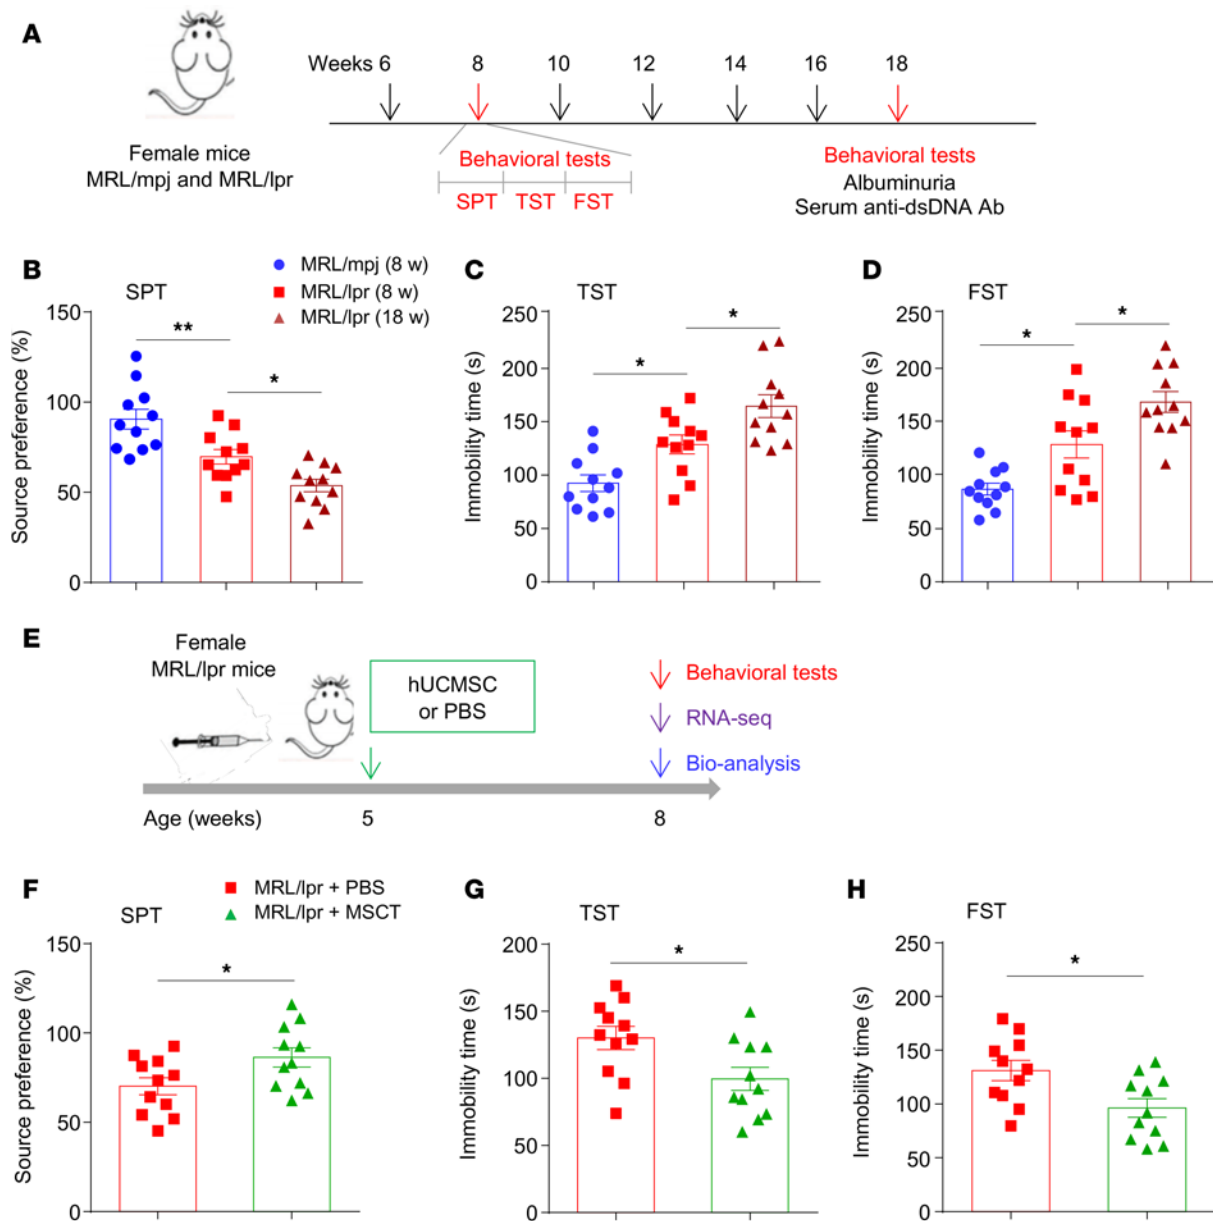 A
Weeks 6 8 10 12 14 16 18
Female mice
MRL/mpj and MRL/lpr
Behavioral tests
SPT TST FST
Behavioral tests
Albuminuria
Serum anti-dsDNA Ab
B
SPT
MRL/mpj (8 w)
MRL/lpr (8 w)
MRL/lpr (18 w)
Source preference (%)
150
100
50
0
**
*
C
TST
Immobility time (s)
250
200
150
100
50
0
*
*
D
FST
Immobility time (s)
250
200
150
100
50
0
*
*
E
Female
MRL/lpr mice
hUCMSC
or PBS
Behavioral tests
RNA-seq
Bio-analysis
Age (weeks) 5 8
F
SPT
MRL/lpr + PBS
MRL/lpr + MSCT
Source preference (%)
150
100
50
0
*
G
TST
Immobility time (s)
200
150
100
50
0
*
H
FST
Immobility time (s)
250
200
150
100
50
0
*